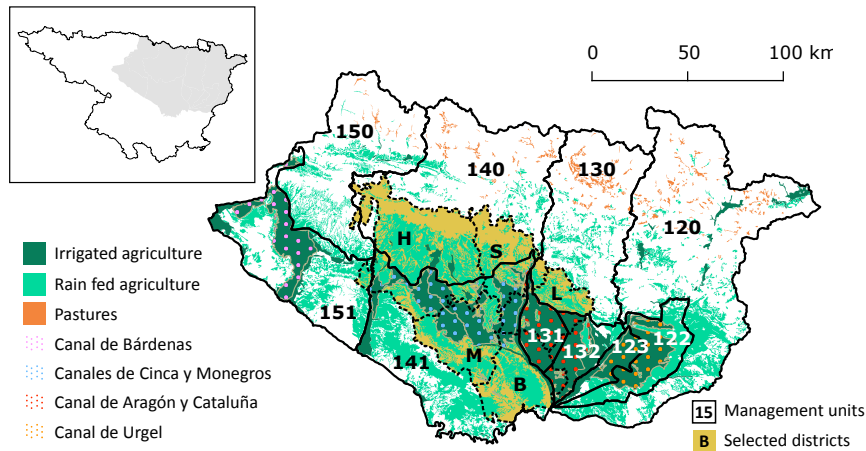 0 50 100 km
150
140
130
120
H
S
L
151
131
132
123
122
141
M
B
Irrigated agriculture
Rain fed agriculture
Pastures
Canal de Bárdenas
Canales de Cinca y Monegros
Canal de Aragón y Cataluña
Canal de Urgel
15 Management units
B Selected districts